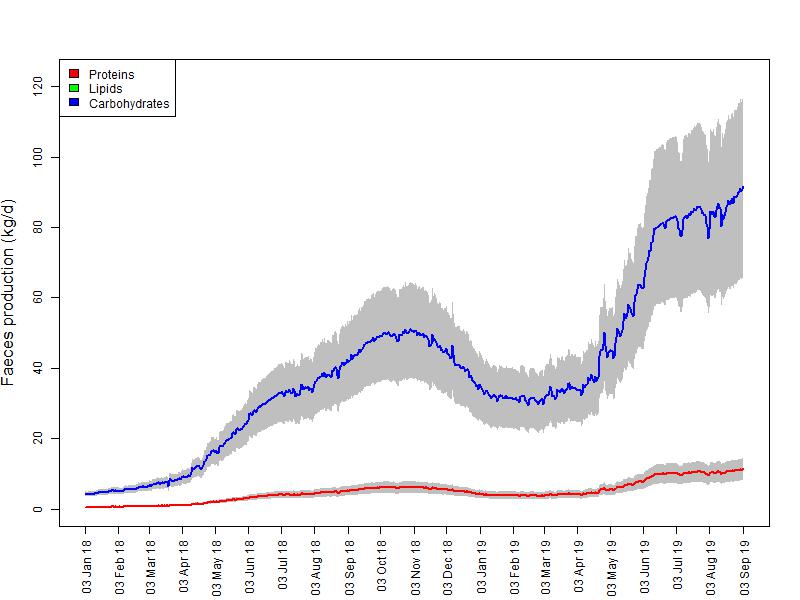 Proteins
Lipids
Carbohydrates
Faeces production (kg/d)
120
100
80
60
40
20
0
03 Jan 18
03 Feb 18
03 Mar 18
03 Apr 18
03 May 18
03 Jun 18
03 Jul 18
03 Aug 18
03 Sep 18
03 Oct 18
03 Nov 18
03 Dec 18
03 Jan 19
03 Feb 19
03 Mar 19
03 Apr 19
03 May 19
03 Jun 19
03 Jul 19
03 Aug 19
03 Sep 19